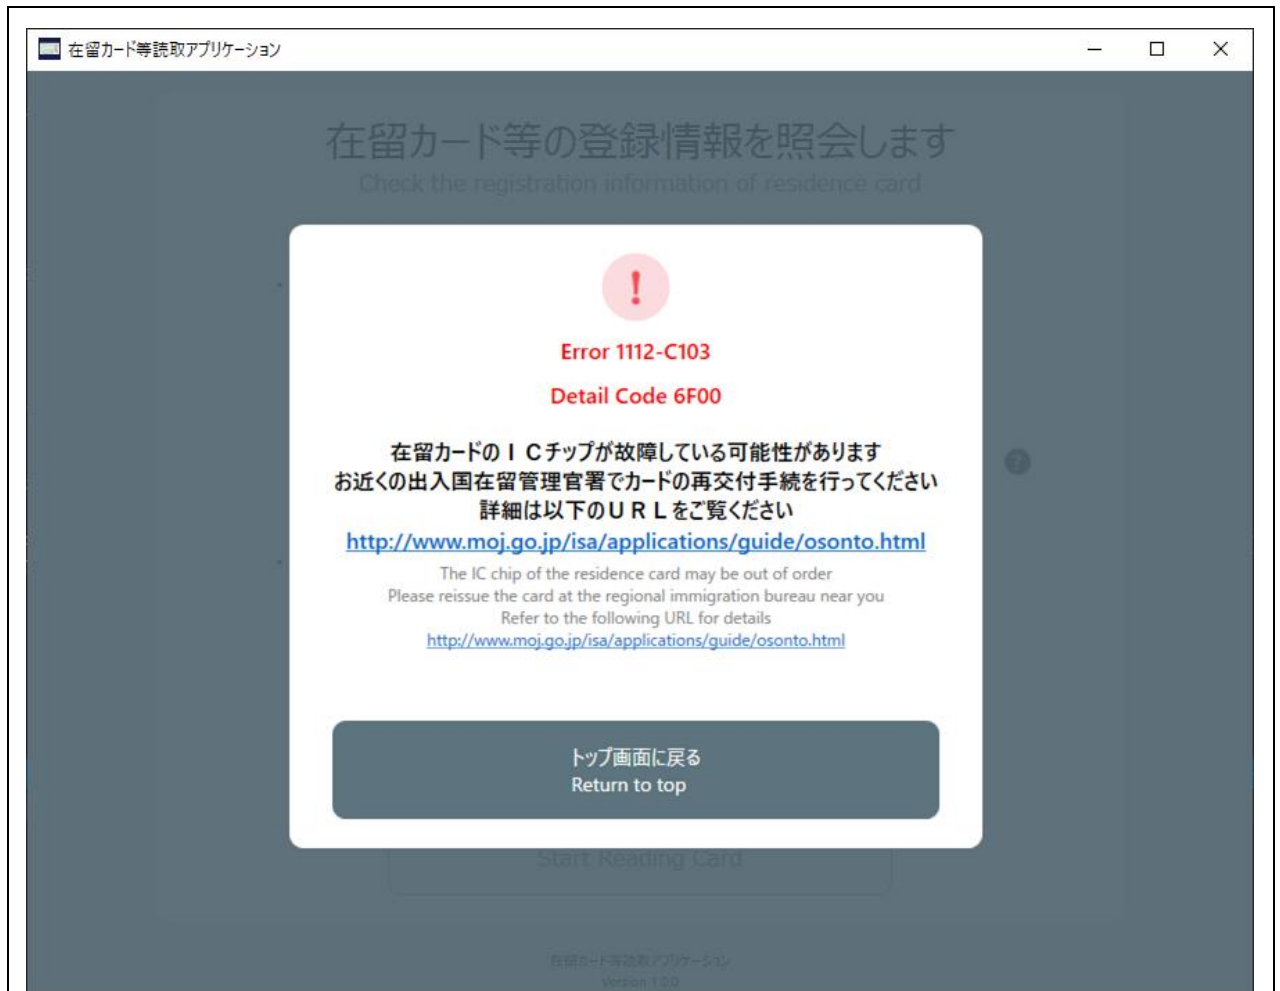 在留カード等読取アプリケーション
在留カード等の登録情報を照会します
Check the registration information of residence card
!
Error 1112-C103
Detail Code 6F00
在留カードのＩＣチップが故障している可能性があります
お近くの出入国在留管理官署でカードの再交付手続を行ってください
詳細は以下のＵＲＬをご覧ください
http://www.moj.go.jp/isa/applications/guide/osonto.html
The IC chip of the residence card may be out of order
Please reissue the card at the regional immigration bureau near you
Refer to the following URL for details
http://www.moj.go.jp/isa/applications/guide/osonto.html
?
トップ画面に戻る
Return to top
Start Reading Card
在留カード等読取アプリケーション
Version 1.0.0